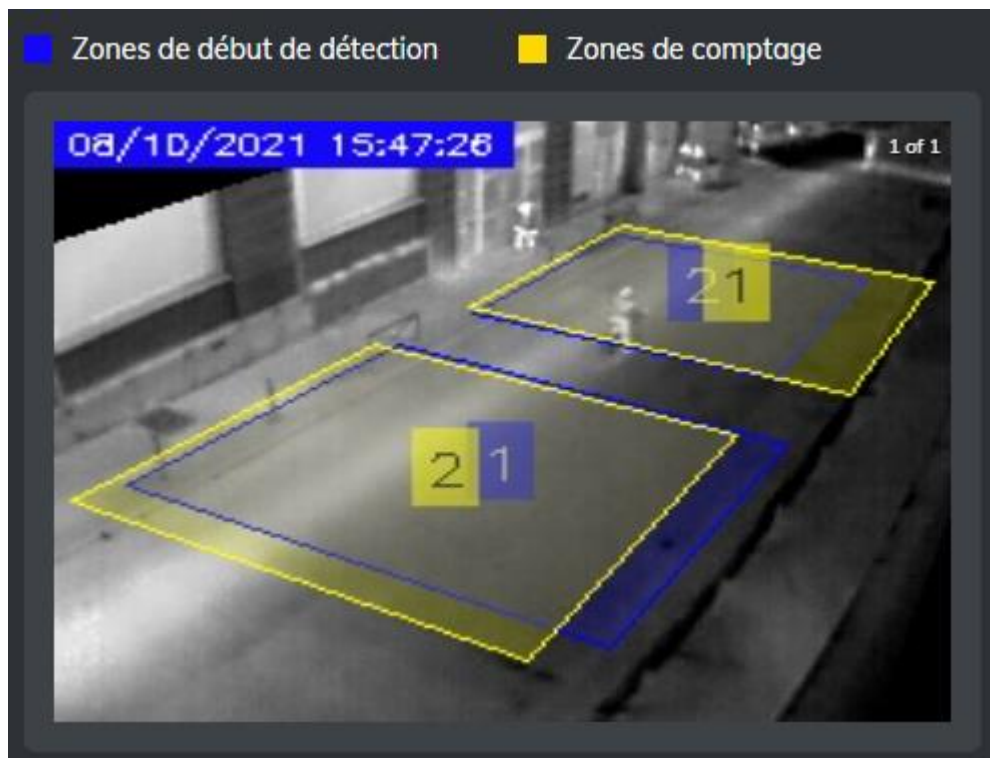 Zones de début de détection
Zones de comptage
08/10/2021 15:47:26
1 of 1
21
21